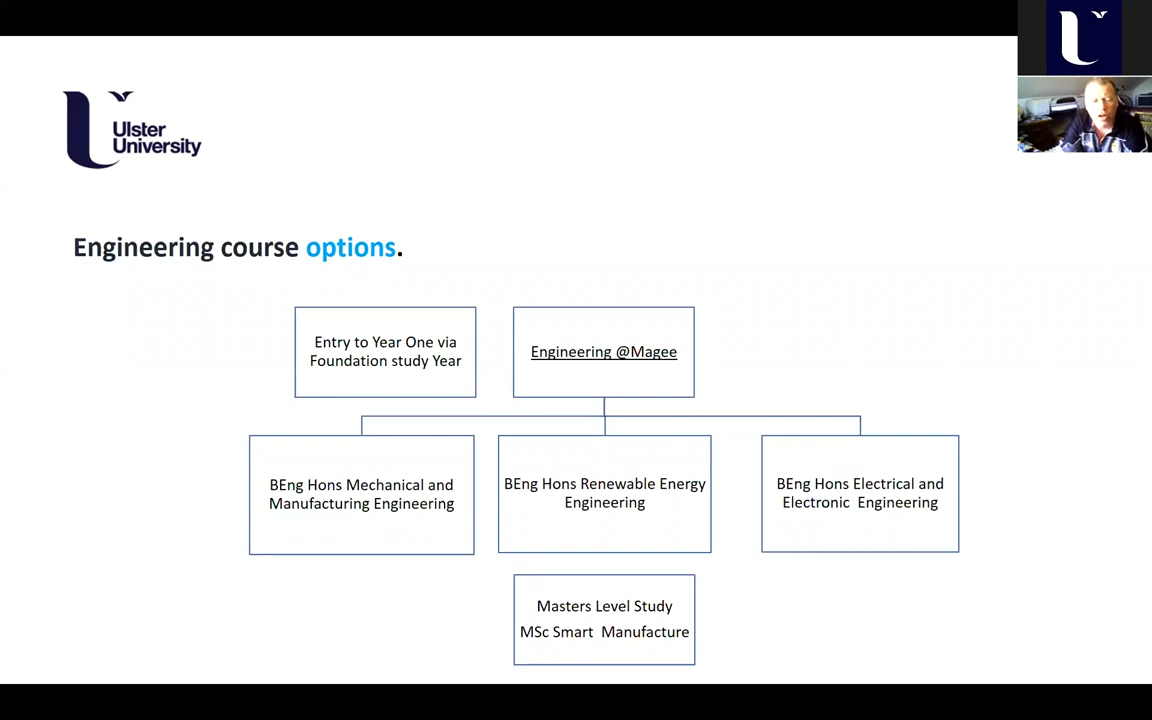 Ulster
University
Engineering course options.
Entry to Year One via
Foundation study Year
Engineering @Magee
BEng Hons Mechanical and
Manufacturing Engineering
BEng Hons Renewable Energy
Engineering
BEng Hons Electrical and
Electronic Engineering
Masters Level Study
MSc Smart Manufacture